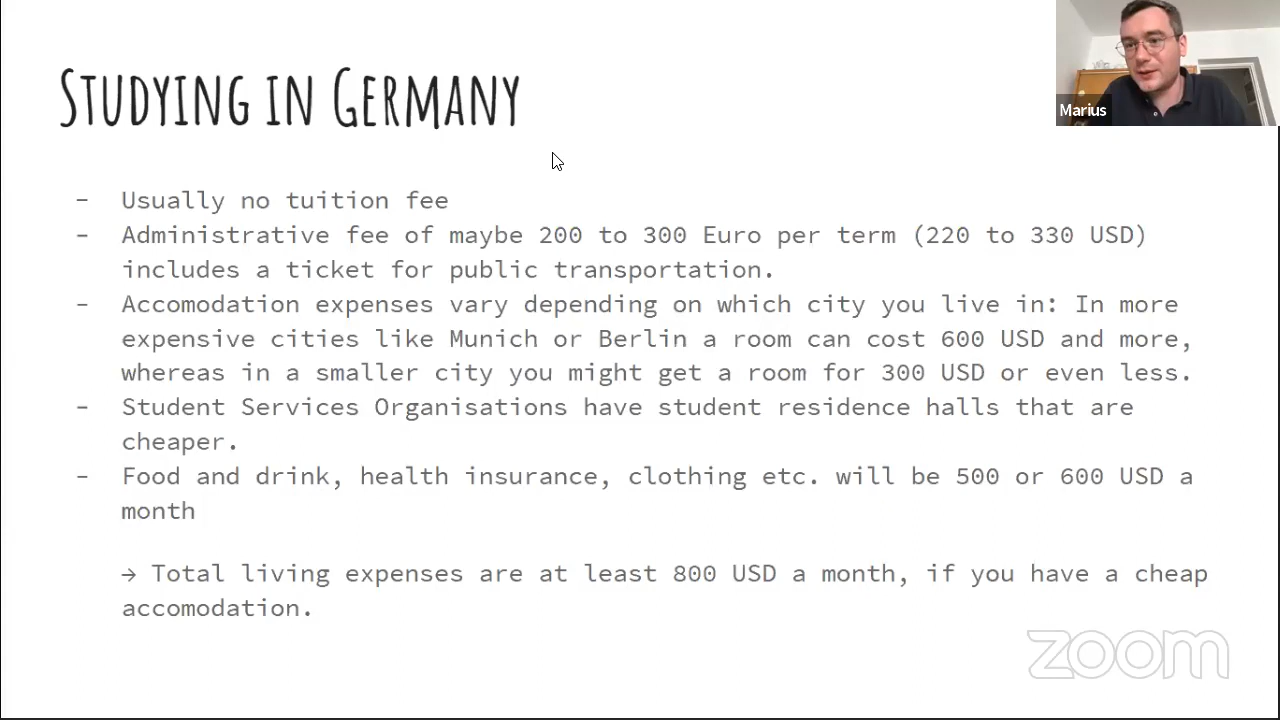 Studying in Germany
Marius
- Usually no tuition fee
- Administrative fee of maybe 200 to 300 Euro per term (220 to 330 USD)
includes a ticket for public transportation.
- Accomodation expenses vary depending on which city you live in: In more
expensive cities like Munich or Berlin a room can cost 600 USD and more,
whereas in a smaller city you might get a room for 300 USD or even less.
- Student Services Organisations have student residence halls that are
cheaper.
- Food and drink, health insurance, clothing etc. will be 500 or 600 USD a
month
→ Total living expenses are at least 800 USD a month, if you have a cheap
accomodation.
zoom